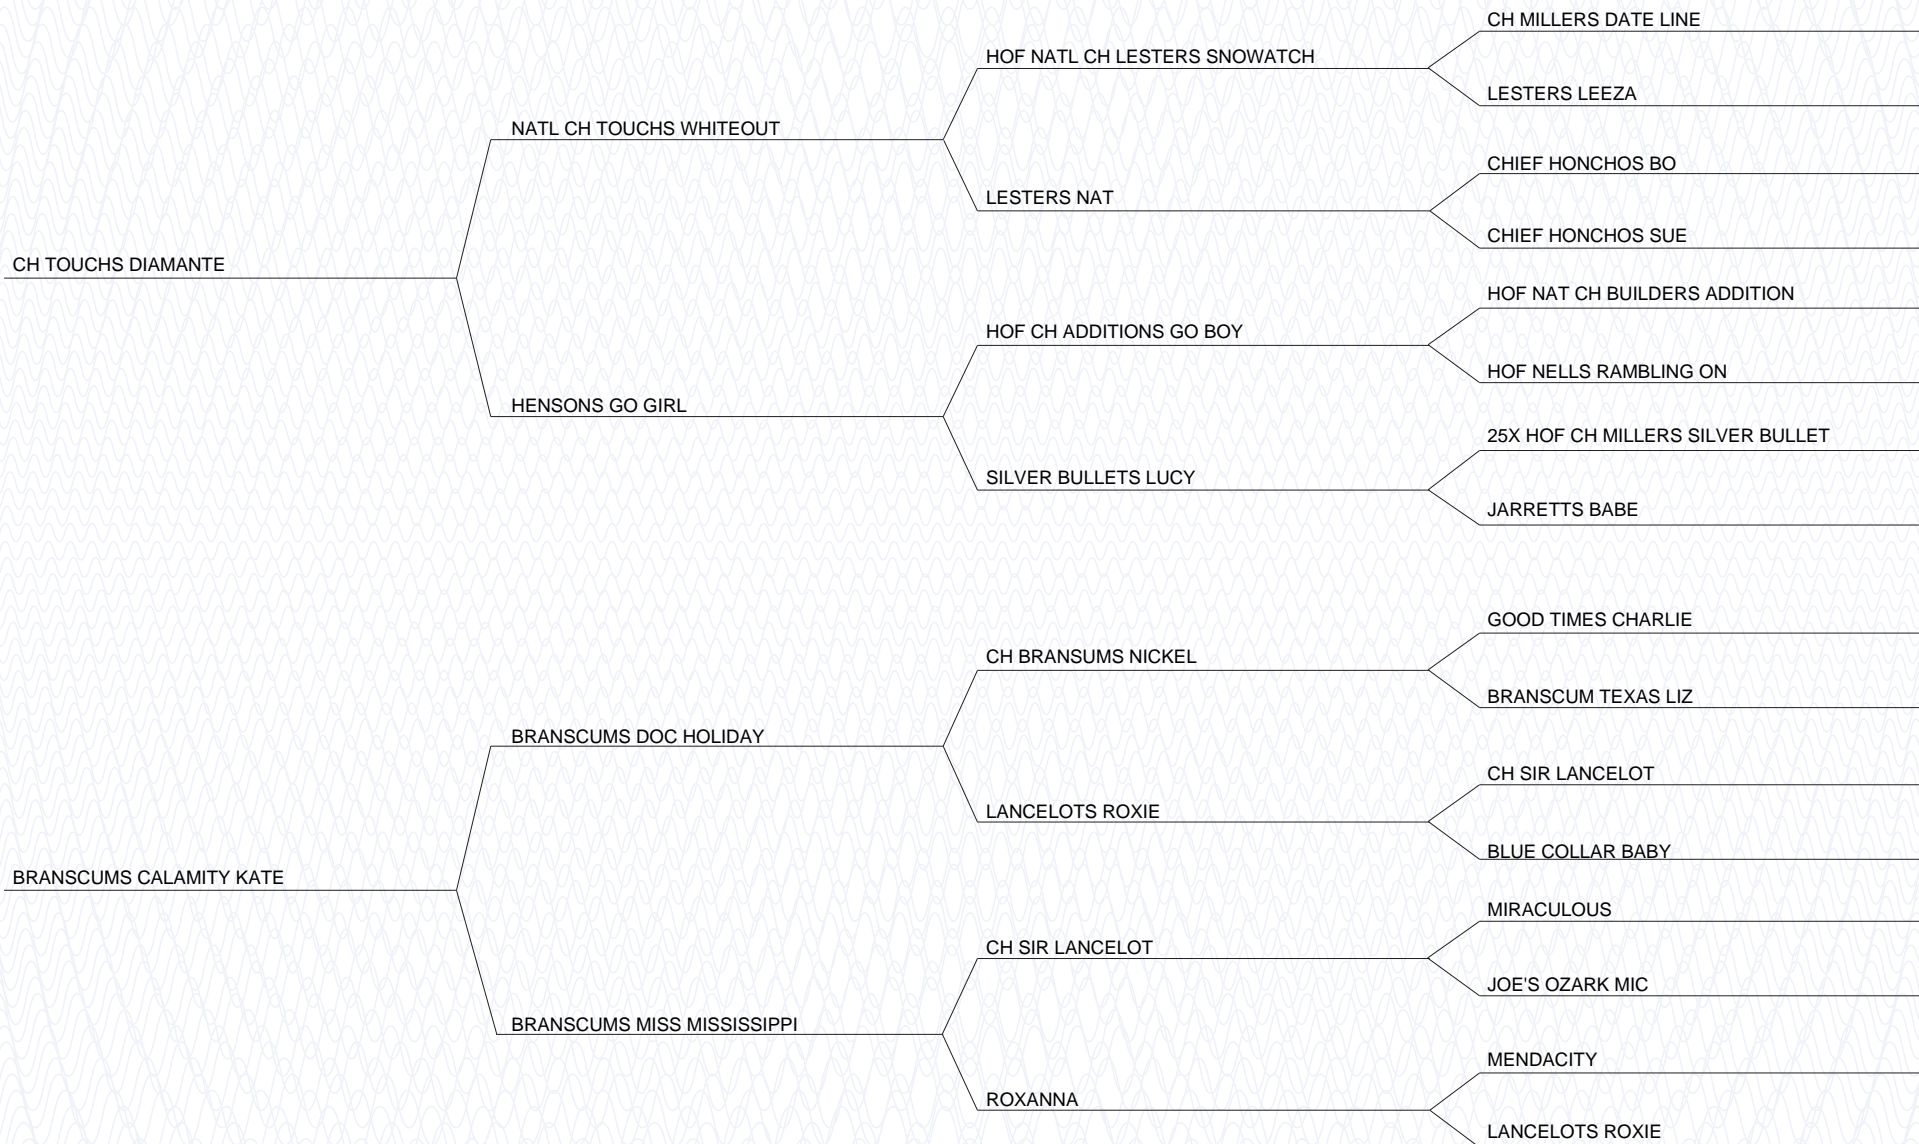 CH MILLERS DATE LINE
HOF NATL CH LESTERS SNOWATCH
LESTERS LEEZA
NATL CH TOUCHS WHITEOUT
CHIEF HONCHOS BO
LESTERS NAT
CHIEF HONCHOS SUE
CH TOUCHS DIAMANTE
HOF NAT CH BUILDERS ADDITION
HOF CH ADDITIONS GO BOY
HOF NELLS RAMBLING ON
HENSONS GO GIRL
25X HOF CH MILLERS SILVER BULLET
SILVER BULLETS LUCY
JARRETTS BABE
GOOD TIMES CHARLIE
CH BRANSUMS NICKEL
BRANSCUM TEXAS LIZ
BRANSCUMS DOC HOLIDAY
CH SIR LANCELOT
LANCELOTS ROXIE
BLUE COLLAR BABY
BRANSCUMS CALAMITY KATE
MIRACULOUS
CH SIR LANCELOT
JOE'S OZARK MIC
BRANSCUMS MISS MISSISSIPPI
MENDACITY
ROXANNA
LANCELOTS ROXIE